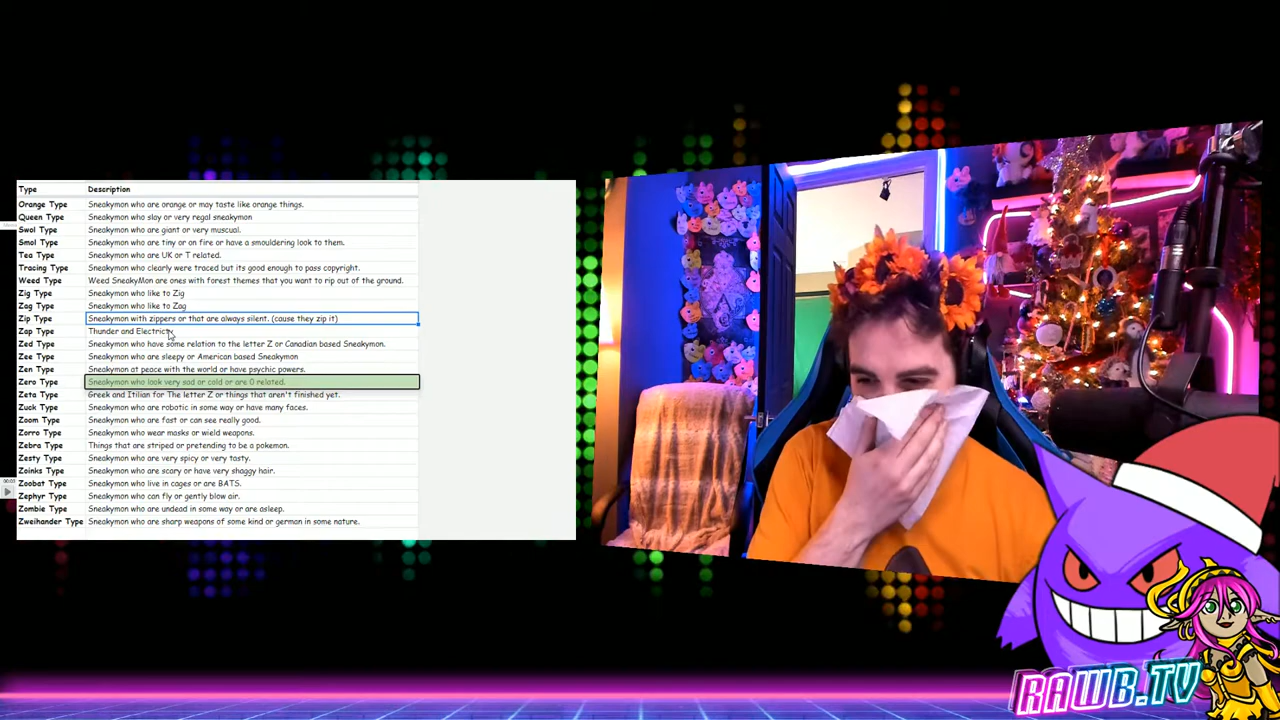 Type Description
Orange Type Sneakymon who are orange or may taste like orange things.
Queen Type Sneakymon who slay or very regal sneakymon
Swol Type Sneakymon who are giant or very muscual.
Smol Type Sneakymon who are tiny or on fire or have a smouldering look to them.
Tea Type Sneakymon who are UK or T related.
Tracing Type Sneakymon who clearly were traced but its good enough to pass copyright.
Weed Type Weed SneakyMon are ones with forest themes that you want to rip out of the ground.
Zig Type Sneakymon who like to Zig
Zag Type Sneakymon who like to Zag
Zip Type Sneakymon with zippers or that are always silent. (cause they zip it)
Zap Type Thunder and Electricty
Zed Type Sneakymon who have some relation to the letter Z or Canadian based Sneakymon.
Zee Type Sneakymon who are sleepy or American based Sneakymon
Zen Type Sneakymon at peace with the world or have psychic powers.
Zero Type Sneakymon who look very sad or cold or are 0 related.
Zeta Type Greek and Itilian for The letter Z or things that aren't finished yet.
Zuck Type Sneakymon who are robotic in some way or have many faces.
Zoom Type Sneakymon who are fast or can see really good.
Zorro Type Sneakymon who wear masks or wield weapons.
Zebra Type Things that are striped or pretending to be a pokemon.
Zesty Type Sneakymon who are very spicy or very tasty.
Zoinks Type Sneakymon who are scary or have very shaggy hair.
Zoobat Type Sneakymon who live in cages or are BATS.
Zephyr Type Sneakymon who can fly or gently blow air.
Zombie Type Sneakymon who are undead in some way or are asleep.
Zweihander Type Sneakymon who are sharp weapons of some kind or german in some nature.
RAWB.TV